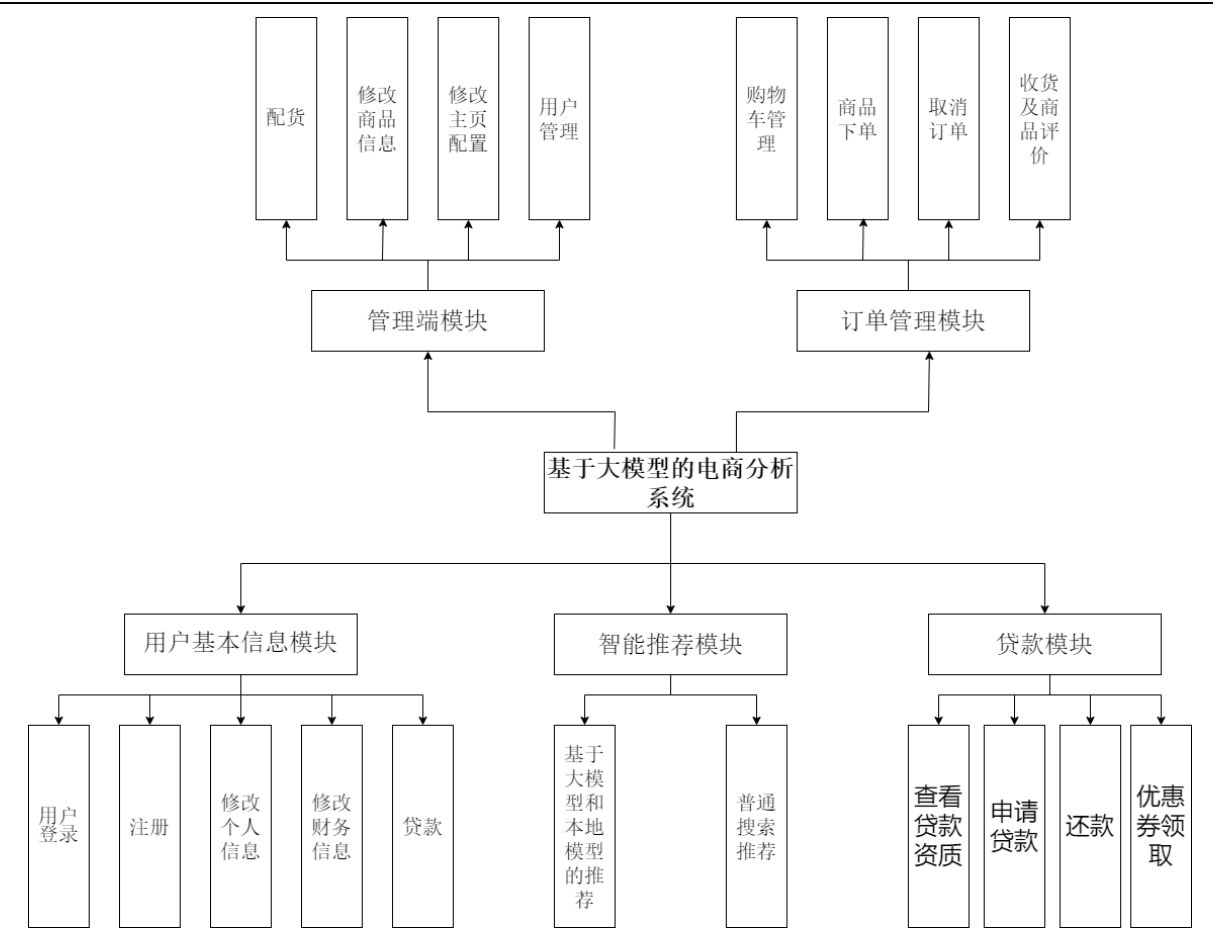 配货
修改
商品
信息
修改
主页
配置
用户
管理
购物
车管
理
商品
下单
取消
订单
收货
及商
品评
价
管理端模块
订单管理模块
基于大模型的电商分析
系统
用户基本信息模块
智能推荐模块
贷款模块
用户
登录
注册
修改
个人
信息
修改
财务
信息
贷款
基于
大模
型和
本地
模型
的推
荐
普通
搜索
推荐
查看
贷款
资质
申请
贷款
还款
优惠
券领
取